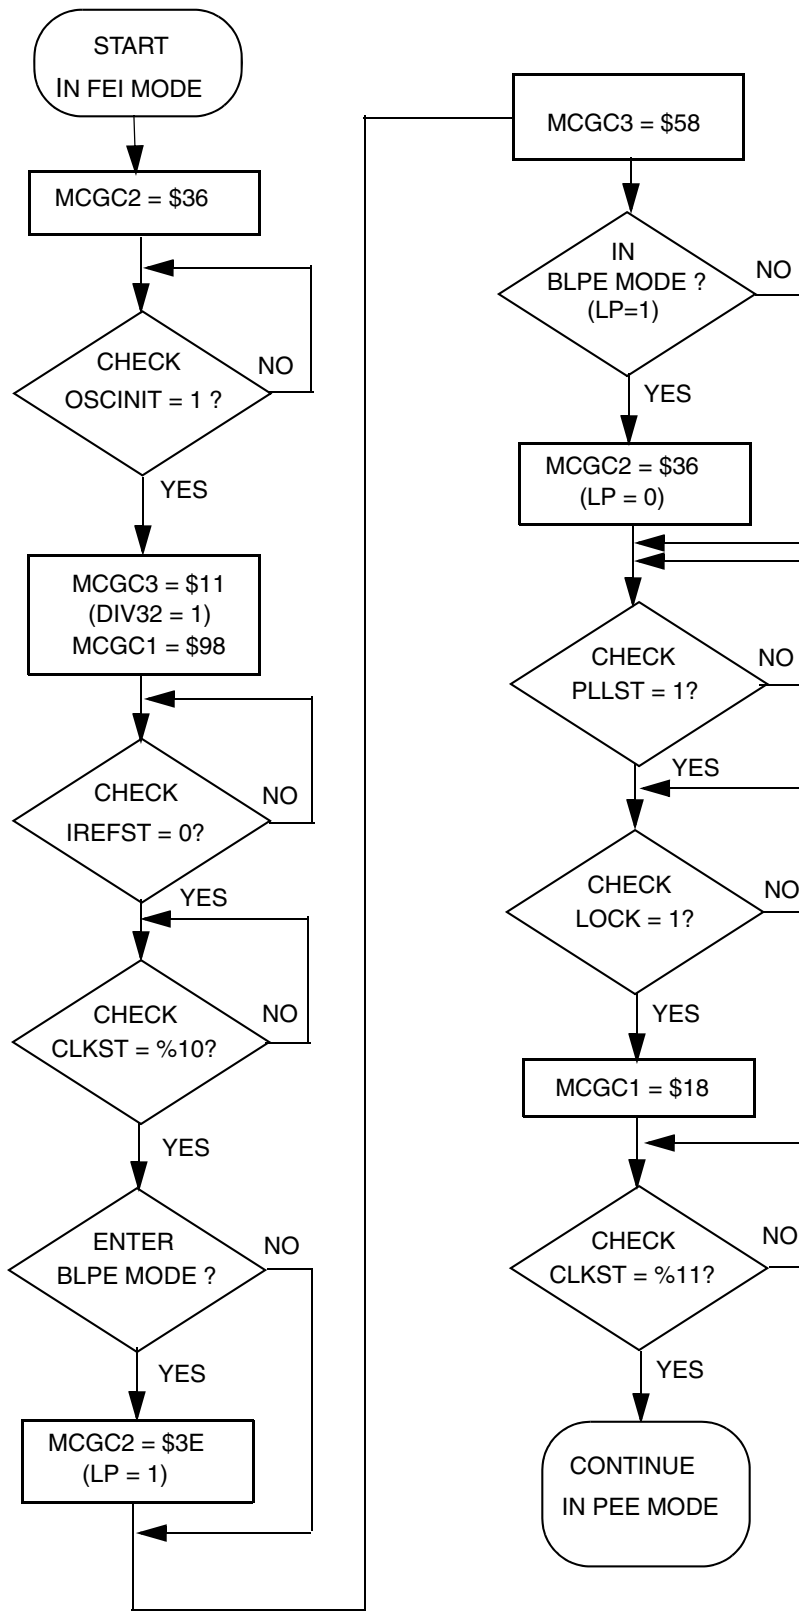 START
IN FEI MODE
MCGC2 = $36
CHECK
OSCINIT = 1 ?
NO
YES
MCGC3 = $11
(DIV32 = 1)
MCGC1 = $98
CHECK
IREFST = 0?
NO
YES
CHECK
CLKST = %10?
NO
YES
ENTER
BLPE MODE ?
NO
YES
MCGC2 = $3E
(LP = 1)
MCGC3 = $58
IN
BLPE MODE ?
(LP=1)
NO
YES
MCGC2 = $36
(LP = 0)
CHECK
PLLST = 1?
NO
YES
CHECK
LOCK = 1?
NO
YES
MCGC1 = $18
CHECK
CLKST = %11?
NO
YES
CONTINUE
IN PEE MODE